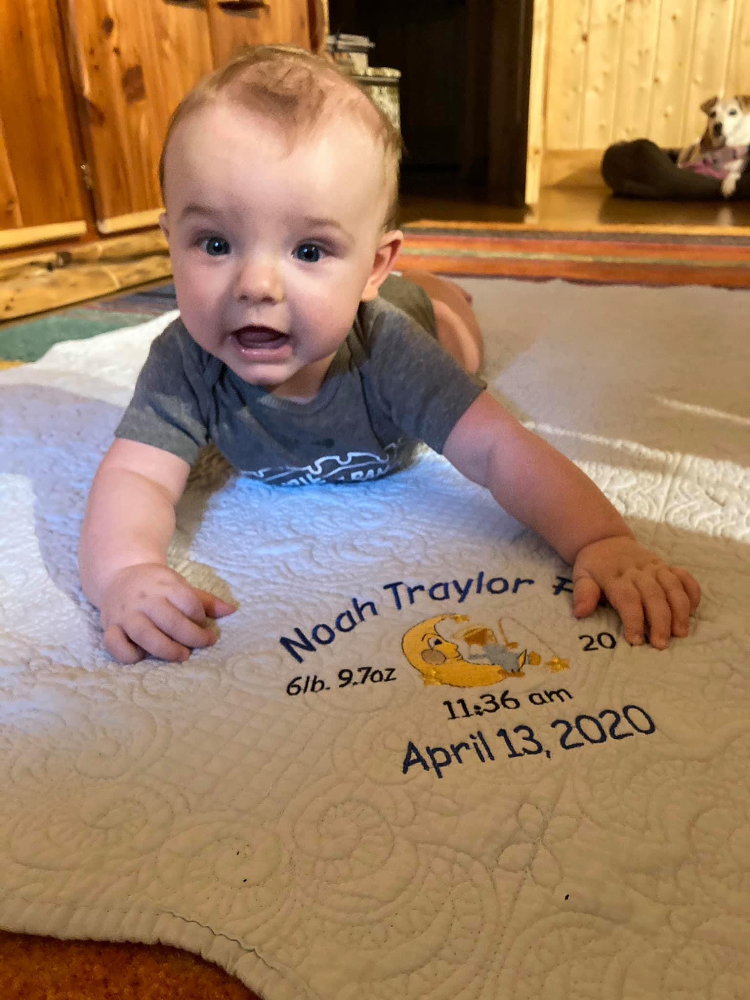 Noah Traylor
6lb. 9.7oz
20
11:36 am
April 13, 2020